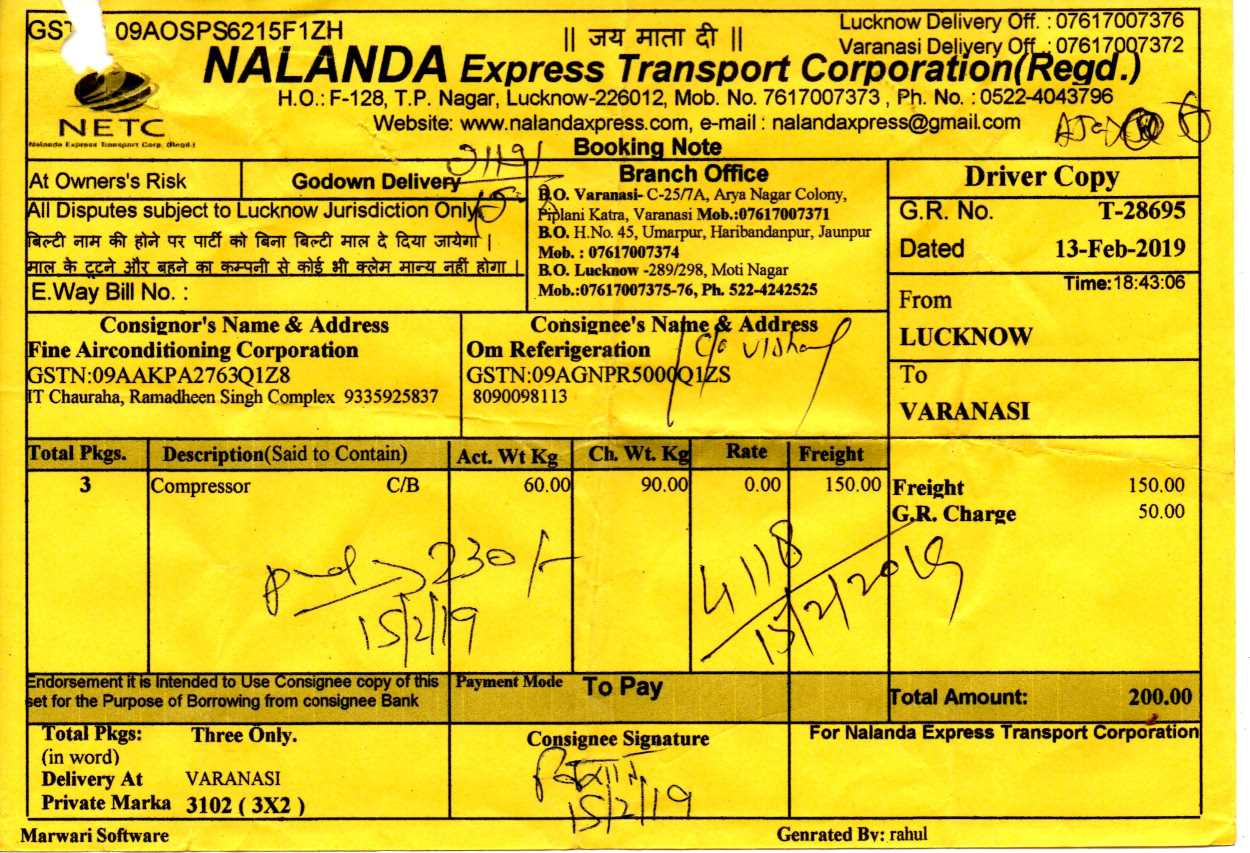 GST 09AOSPS6215F1ZH
|| जय माता दी ||
Lucknow Delivery Off. : 07617007376
Varanasi Delivery Off. : 07617007372
NALANDA Express Transport Corporation(Regd.)
H.O.: F-128, T.P. Nagar, Lucknow-226012, Mob. No. 7617007373 , Ph. No. : 0522-4043796
Website: www.nalandaxpress.com, e-mail : nalandaxpress@gmail.com
NETC
Nalanda Express Transport Corp. (Regd.)
Booking Note
At Owners's Risk
Godown Delivery
All Disputes subject to Lucknow Jurisdiction Only
बिल्टी नाम की होने पर पार्टी को बिना बिल्टी माल दे दिया जायेगा |
माल के टूटने और बहने का कम्पनी से कोई भी क्लेम मान्य नहीं होगा |
E.Way Bill No. :
Branch Office
B.O. Varanasi- C-25/7A, Arya Nagar Colony,
Piplani Katra, Varanasi Mob.:07617007371
B.O. H.No. 45, Umarpur, Haribandanpur, Jaunpur
Mob. : 07617007374
B.O. Lucknow -289/298, Moti Nagar
Mob.:07617007375-76, Ph. 522-4242525
Driver Copy
G.R. No. T-28695
Dated 13-Feb-2019
Time:18:43:06
From
LUCKNOW
To
VARANASI
Consignor's Name & Address
Fine Airconditioning Corporation
GSTN:09AAKPA2763Q1Z8
IT Chauraha, Ramadheen Singh Complex 9335925837
Consignee's Name & Address
Om Referigeration
GSTN:09AGNPR5000Q1ZS
8090098113
C/o Vishal
Total Pkgs. Description(Said to Contain) Act. Wt Kg Ch. Wt. Kg Rate Freight
3 Compressor C/B 60.00 90.00 0.00 150.00
Freight 150.00
G.R. Charge 50.00
230/-
15/2/19
4118
15/2/2019
Endorsement it is Intended to Use Consignee copy of this
set for the Purpose of Borrowing from consignee Bank
Payment Mode To Pay
Total Amount: 200.00
Total Pkgs: Three Only.
(in word)
Delivery At VARANASI
Private Marka 3102 ( 3X2 )
Consignee Signature
15/2/19
For Nalanda Express Transport Corporation
Marwari Software
Genrated By: rahul